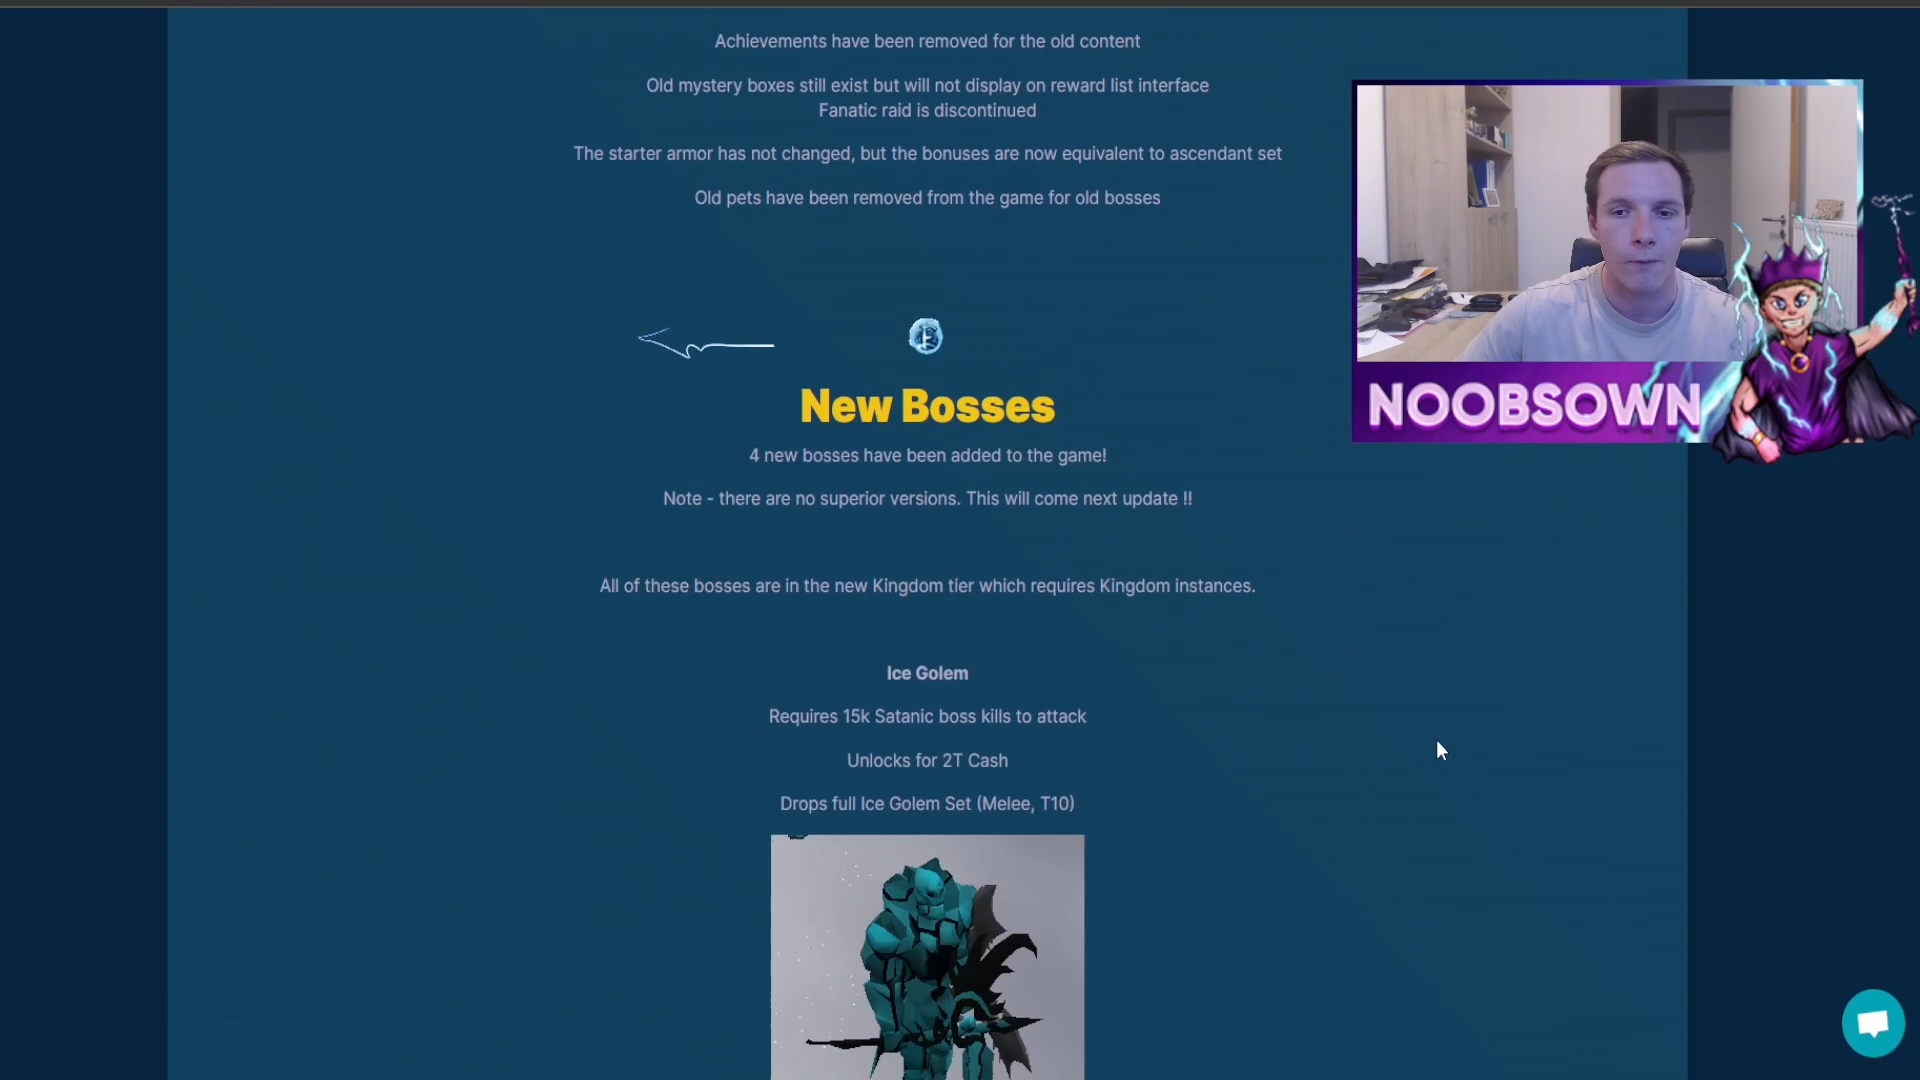 Achievements have been removed for the old content
Old mystery boxes still exist but will not display on reward list interface
Fanatic raid is discontinued
The starter armor has not changed, but the bonuses are now equivalent to ascendant set
Old pets have been removed from the game for old bosses
New Bosses
4 new bosses have been added to the game!
Note - there are no superior versions. This will come next update !!
All of these bosses are in the new Kingdom tier which requires Kingdom instances.
Ice Golem
Requires 15k Satanic boss kills to attack
Unlocks for 2T Cash
Drops full Ice Golem Set (Melee, T10)
NOOBSOWN